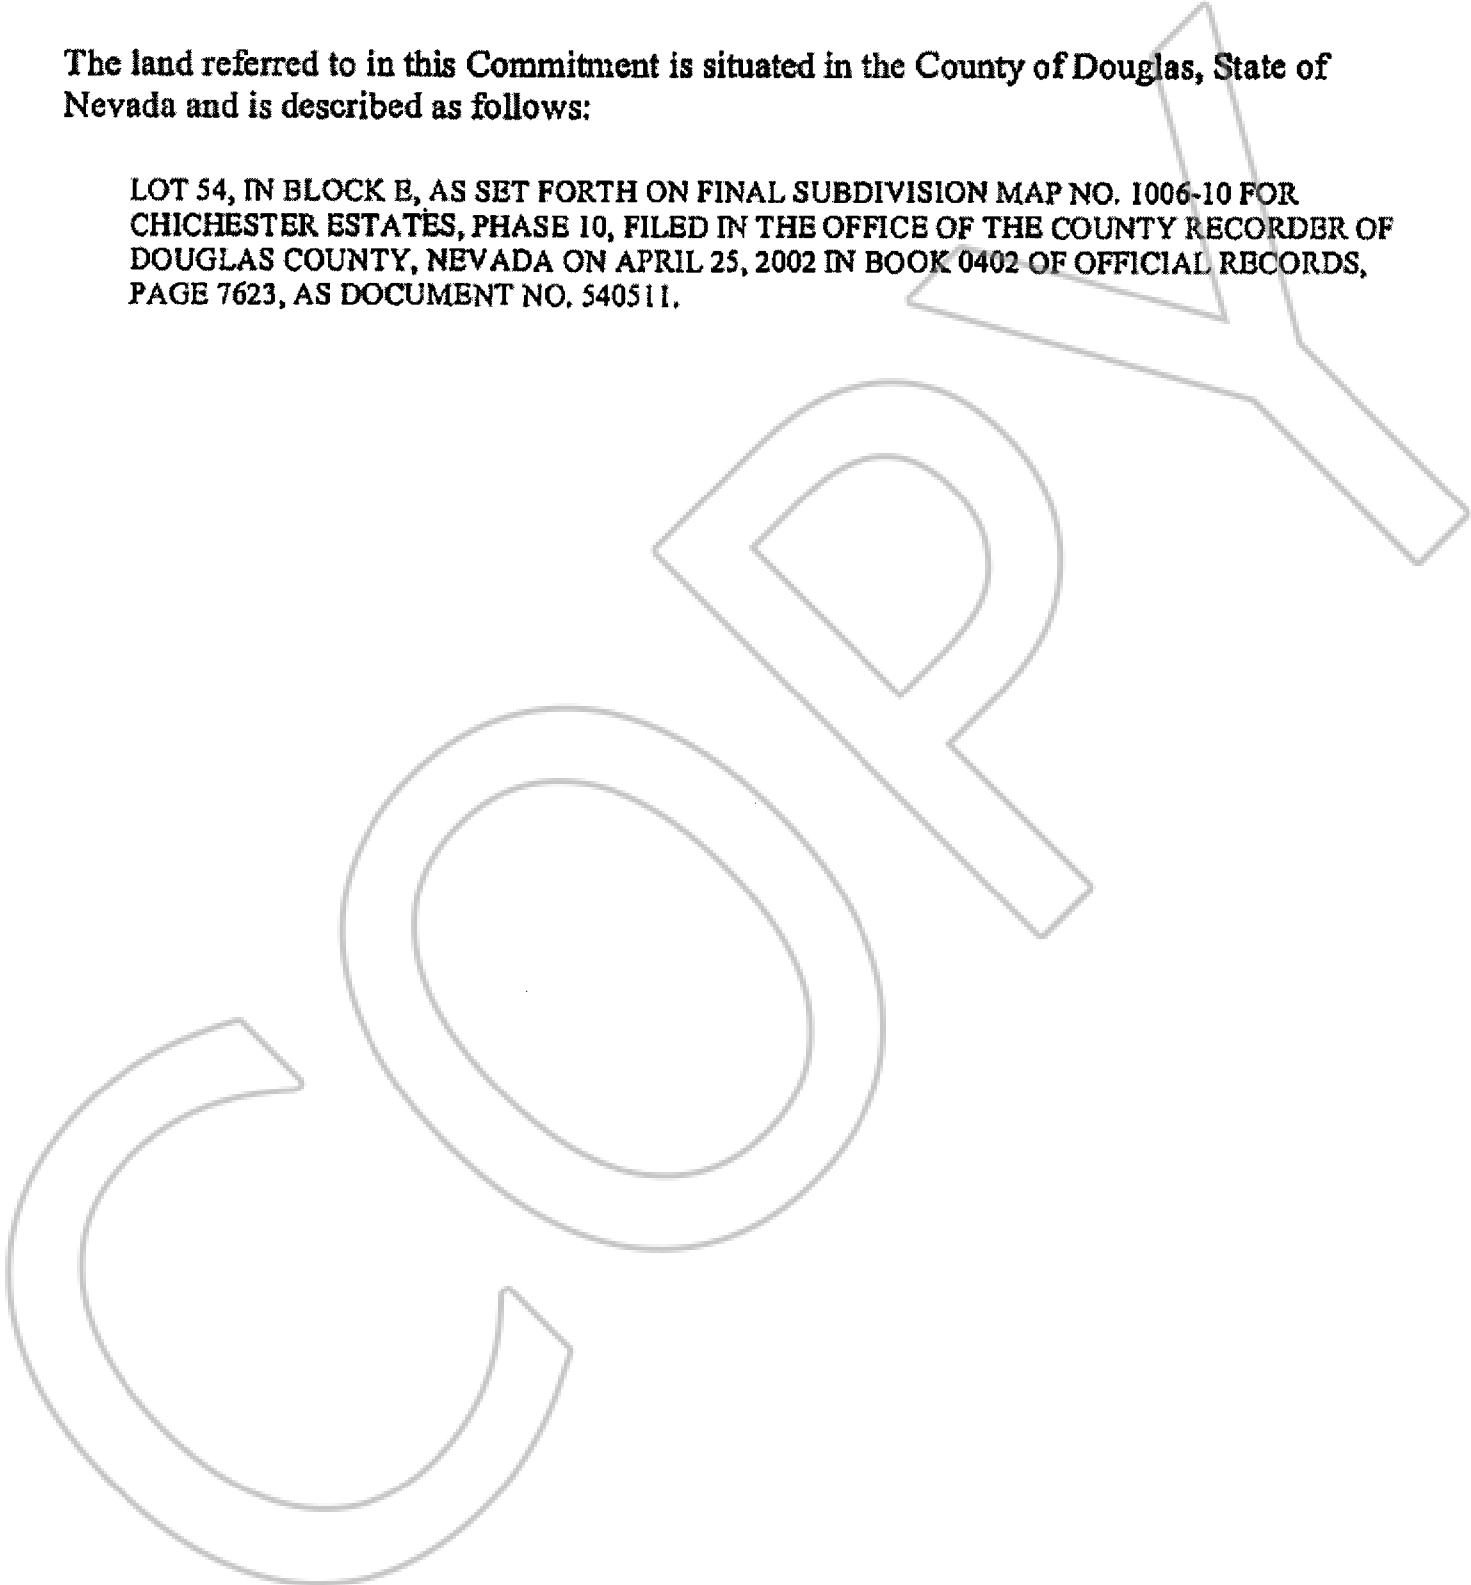 The land referred to in this Commitment is situated in the County of Douglas, State of
Nevada and is described as follows:
LOT 54, IN BLOCK E, AS SET FORTH ON FINAL SUBDIVISION MAP NO. 1006-10 FOR
CHICHESTER ESTATES, PHASE 10, FILED IN THE OFFICE OF THE COUNTY RECORDER OF
DOUGLAS COUNTY, NEVADA ON APRIL 25, 2002 IN BOOK 0402 OF OFFICIAL RECORDS,
PAGE 7623, AS DOCUMENT NO. 540511.
COPY